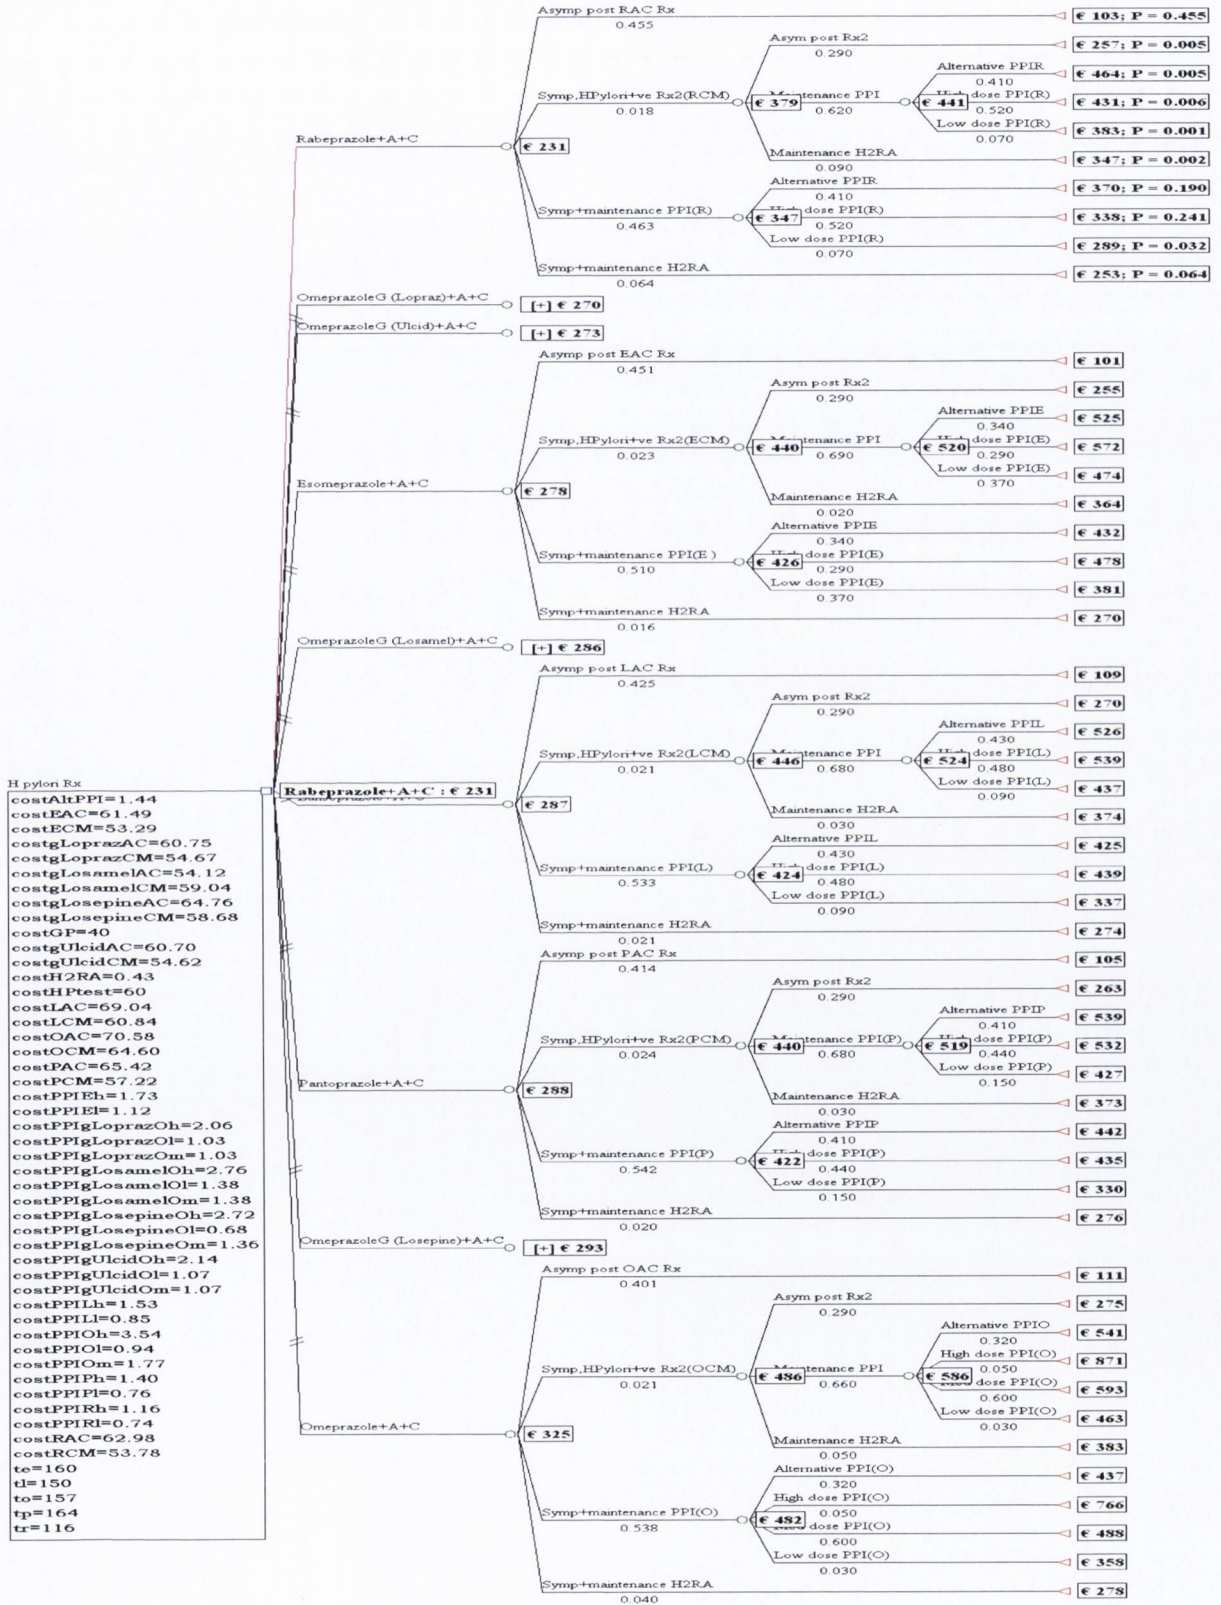 Asymp post RAC Rx
0.455
€ 103; P = 0.455
Asym post Rx2
0.290
€ 257; P = 0.005
Alternative PPIR
0.410
€ 464; P = 0.005
Symp,HPylori+ve Rx2(RCM)
0.018
€ 379
tenance PPI
0.620
€ 441
dose PPI(R)
0.520
€ 431; P = 0.006
Low dose PPI(R)
0.070
€ 383; P = 0.001
Rabeprazole+A+C
€ 231
Maintenance H2RA
0.090
€ 347; P = 0.002
Alternative PPIR
0.410
€ 370; P = 0.190
Symp+maintenance PPI(R)
0.463
€ 347
dose PPI(R)
0.520
€ 338; P = 0.241
Low dose PPI(R)
0.070
€ 289; P = 0.032
Symp+maintenance H2RA
0.064
€ 253; P = 0.064
OmeprazoleG (Lopraz)+A+C
[+] € 270
OmeprazoleG (Ulcid)+A+C
[+] € 273
Asymp post EAC Rx
0.451
€ 101
Asym post Rx2
0.290
€ 255
Alternative PPIE
0.340
€ 525
Symp,HPylori+ve Rx2(ECM)
0.023
€ 440
tenance PPI
0.690
€ 520
dose PPI(E)
0.290
€ 572
Low dose PPI(E)
0.370
€ 474
Esomeprazole+A+C
€ 278
Maintenance H2RA
0.020
€ 364
Alternative PPIE
0.340
€ 432
Symp+maintenance PPI(E )
0.510
€ 426
dose PPI(E)
0.290
€ 478
Low dose PPI(E)
0.370
€ 381
Symp+maintenance H2RA
0.016
€ 270
OmeprazoleG (Losamel)+A+C
[+] € 286
Asymp post LAC Rx
0.425
€ 109
Asym post Rx2
0.290
€ 270
Alternative PPIL
0.430
€ 526
Symp,HPylori+ve Rx2(LCM)
0.021
€ 446
tenance PPI
0.680
€ 524
dose PPI(L)
0.480
€ 539
Low dose PPI(L)
0.090
€ 437
H pylori Rx
Rabeprazole+A+C : € 231
€ 287
Maintenance H2RA
0.030
€ 374
Alternative PPIL
0.430
€ 425
Symp+maintenance PPI(L)
0.533
€ 424
dose PPI(L)
0.480
€ 439
Low dose PPI(L)
0.090
€ 337
Symp+maintenance H2RA
0.021
€ 274
costAltPPI=1.44
costEAC=61.49
costECM=53.29
costgLoprazAC=60.75
costgLoprazCM=54.67
costgLosamelAC=54.12
costgLosamelCM=59.04
costgLosepineAC=64.76
costgLosepineCM=58.68
costGP=40
costgUlcidAC=60.70
costgUlcidCM=54.62
costH2RA=0.43
costHPtest=60
costLAC=69.04
costLCM=60.84
costOAC=70.58
costOCM=64.60
costPAC=65.42
costPCM=57.22
costPPIEh=1.73
costPPIEl=1.12
costPPIgLoprazOh=2.06
costPPIgLoprazOl=1.03
costPPIgLoprazOm=1.03
costPPIgLosamelOh=2.76
costPPIgLosamelOl=1.38
costPPIgLosamelOm=1.38
costPPIgLosepineOh=2.72
costPPIgLosepineOl=0.68
costPPIgLosepineOm=1.36
costPPIgUlcidOh=2.14
costPPIgUlcidOl=1.07
costPPIgUlcidOm=1.07
costPPILh=1.53
costPPILl=0.85
costPPIOh=3.54
costPPIOl=0.94
costPPIOm=1.77
costPPIPh=1.40
costPPIPl=0.76
costPPIRh=1.16
costPPIRl=0.74
costRAC=62.98
costRCM=53.78
te=160
tl=150
to=157
tp=164
tr=116
Asymp post PAC Rx
0.414
€ 105
Asym post Rx2
0.290
€ 263
Alternative PPIP
0.410
€ 539
Symp,HPylori+ve Rx2(PCM)
0.024
€ 440
tenance PPI(P)
0.680
€ 519
dose PPI(P)
0.440
€ 532
Low dose PPI(P)
0.150
€ 427
Pantoprazole+A+C
€ 288
Maintenance H2RA
0.030
€ 373
Alternative PPIP
0.410
€ 442
Symp+maintenance PPI(P)
0.542
€ 422
dose PPI(P)
0.440
€ 435
Low dose PPI(P)
0.150
€ 330
Symp+maintenance H2RA
0.020
€ 276
OmeprazoleG (Losepine)+A+C
[+] € 293
Asymp post OAC Rx
0.401
€ 111
Asym post Rx2
0.290
€ 275
Alternative PPIO
0.320
€ 541
High dose PPI(O)
0.050
€ 871
Symp,HPylori+ve Rx2(OCM)
0.021
€ 486
tenance PPI
0.660
€ 586
dose PPI(O)
0.600
€ 593
Low dose PPI(O)
0.030
€ 463
Omeprazole+A+C
€ 325
Maintenance H2RA
0.050
€ 383
Alternative PPI(O)
0.320
€ 437
High dose PPI(O)
0.050
€ 766
Symp+maintenance PPI(O)
0.538
€ 482
dose PPI(O)
0.600
€ 488
Low dose PPI(O)
0.030
€ 358
Symp+maintenance H2RA
0.040
€ 278